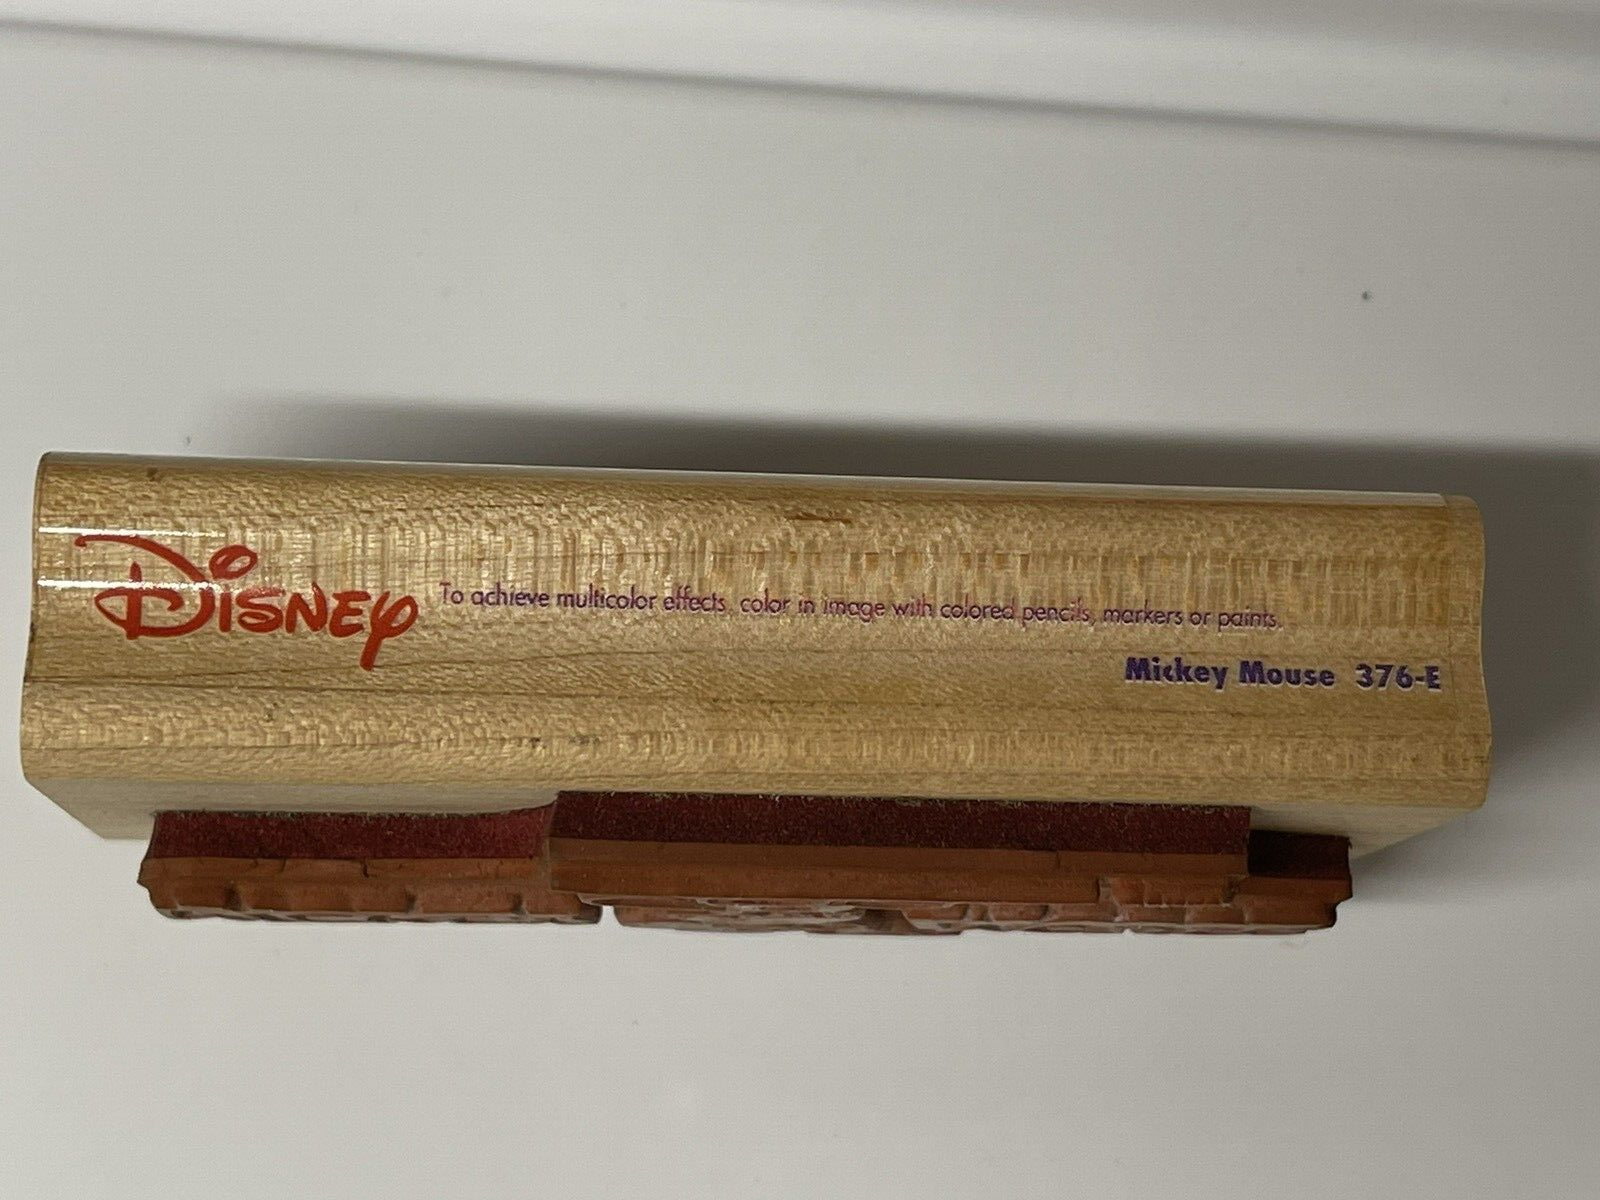 Disney
To achieve multicolor effects, color in image with colored pencils, markers or paints.
Mickey Mouse 376-E